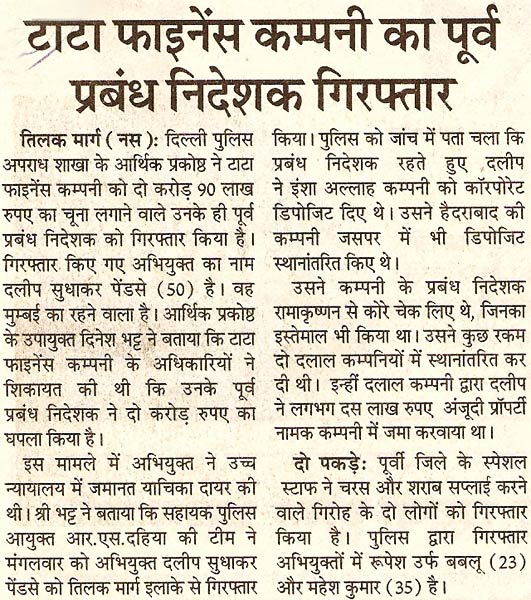 टाटा फाइनेंस कम्पनी का पूर्व
प्रबंध निदेशक गिरफ्तार
तिलक मार्ग ( नस ): दिल्ली पुलिस
अपराध शाखा के आर्थिक प्रकोष्ठ ने टाटा
फाइनेंस कम्पनी को दो करोड़ 90 लाख
रुपए का चूना लगाने वाले उनके ही पूर्व
प्रबंध निदेशक को गिरफ्तार किया है।
गिरफ्तार किए गए अभियुक्त का नाम
दलीप सुधाकर पेंडसे (50) है। वह
मुम्बई का रहने वाला है। आर्थिक प्रकोष्ठ
के उपायुक्त दिनेश भट्ट ने बताया कि टाटा
फाइनेंस कम्पनी के अधिकारियों ने
शिकायत की थी कि उनके पूर्व
प्रबंध निदेशक ने दो करोड़ रुपए का
घपला किया है।
इस मामले में अभियुक्त ने उच्च
न्यायालय में जमानत याचिका दायर की
थी। श्री भट्ट ने बताया कि सहायक पुलिस
आयुक्त आर.एस.दहिया की टीम ने
मंगलवार को अभियुक्त दलीप सुधाकर
पेंडसे को तिलक मार्ग इलाके से गिरफ्तार
किया। पुलिस को जांच में पता चला कि
प्रबंध निदेशक रहते हुए दलीप
ने इंशा अल्लाह कम्पनी को कॉरपोरेट
डिपोजिट दिए थे। उसने हैदराबाद की
कम्पनी जसपर में भी डिपोजिट
स्थानांतरित किए थे।
उसने कम्पनी के प्रबंध निदेशक
रामाकृष्णन से कोरे चेक लिए थे, जिनका
इस्तेमाल भी किया था। उसने कुछ रकम
दो दलाल कम्पनियों में स्थानांतरित कर
दी थी। इन्हीं दलाल कम्पनी द्वारा दलीप
ने लगभग दस लाख रुपए अंजूदी प्रॉपर्टी
नामक कम्पनी में जमा करवाया था।
दो पकड़े: पूर्वी जिले के स्पेशल
स्टाफ ने चरस और शराब सप्लाई करने
वाले गिरोह के दो लोगों को गिरफ्तार
किया है। पुलिस द्वारा गिरफ्तार
अभियुक्तों में रूपेश उर्फ बबलू (23)
और महेश कुमार (35) है।